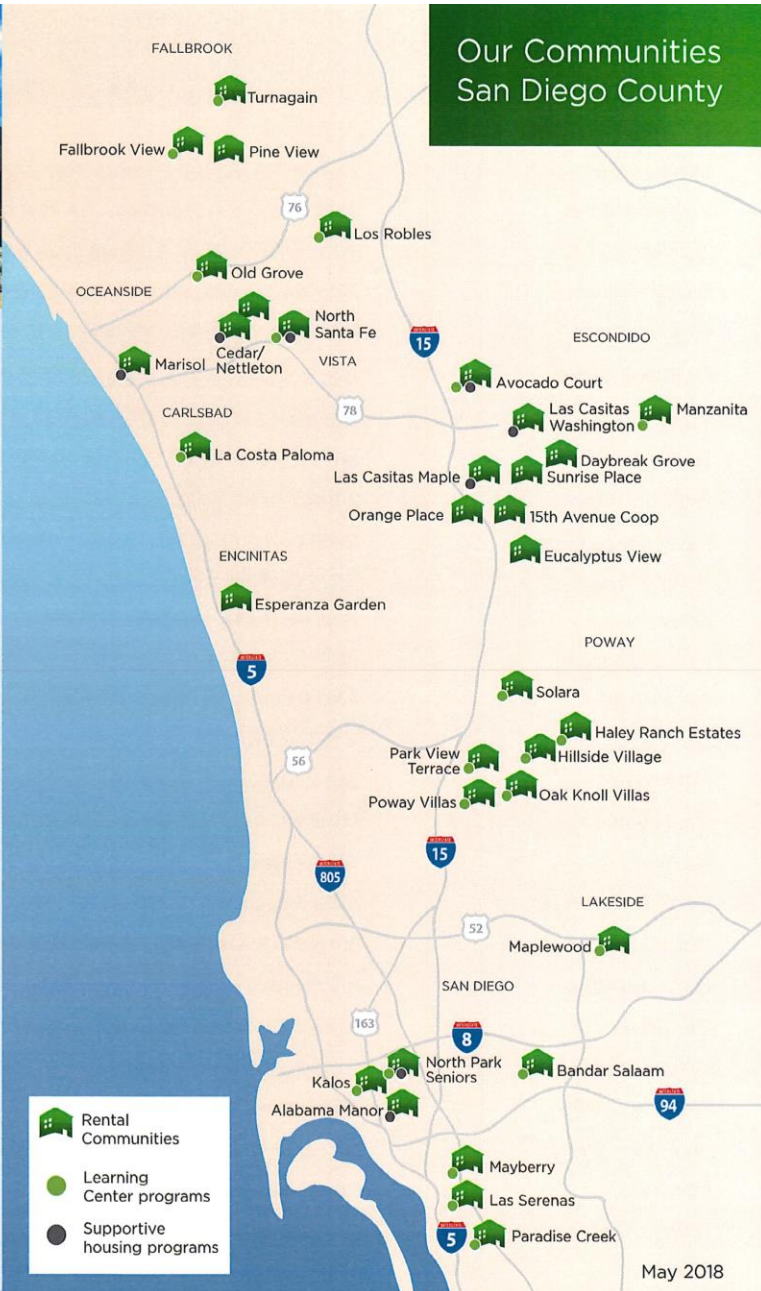 Our Communities
San Diego County
FALLBROOK
Turnagain
Fallbrook View
Pine View
76
Los Robles
Old Grove
OCEANSIDE
North
Santa Fe
Cedar/
Nettleton
Marisol
VISTA
15
ESCONDIDO
Avocado Court
CARLSBAD
78
Las Casitas
Washington
Manzanita
La Costa Paloma
Daybreak Grove
Las Casitas Maple
Sunrise Place
Orange Place
15th Avenue Coop
ENCINITAS
Eucalyptus View
Esperanza Garden
POWAY
5
Solara
Haley Ranch Estates
56
Park View
Terrace
Hillside Village
Poway Villas
Oak Knoll Villas
15
805
LAKESIDE
52
Maplewood
SAN DIEGO
163
8
North Park
Seniors
Bandar Salaam
Kalos
Alabama Manor
94
Rental
Communities
Learning
Center programs
Supportive
housing programs
Mayberry
Las Serenas
5
Paradise Creek
May 2018